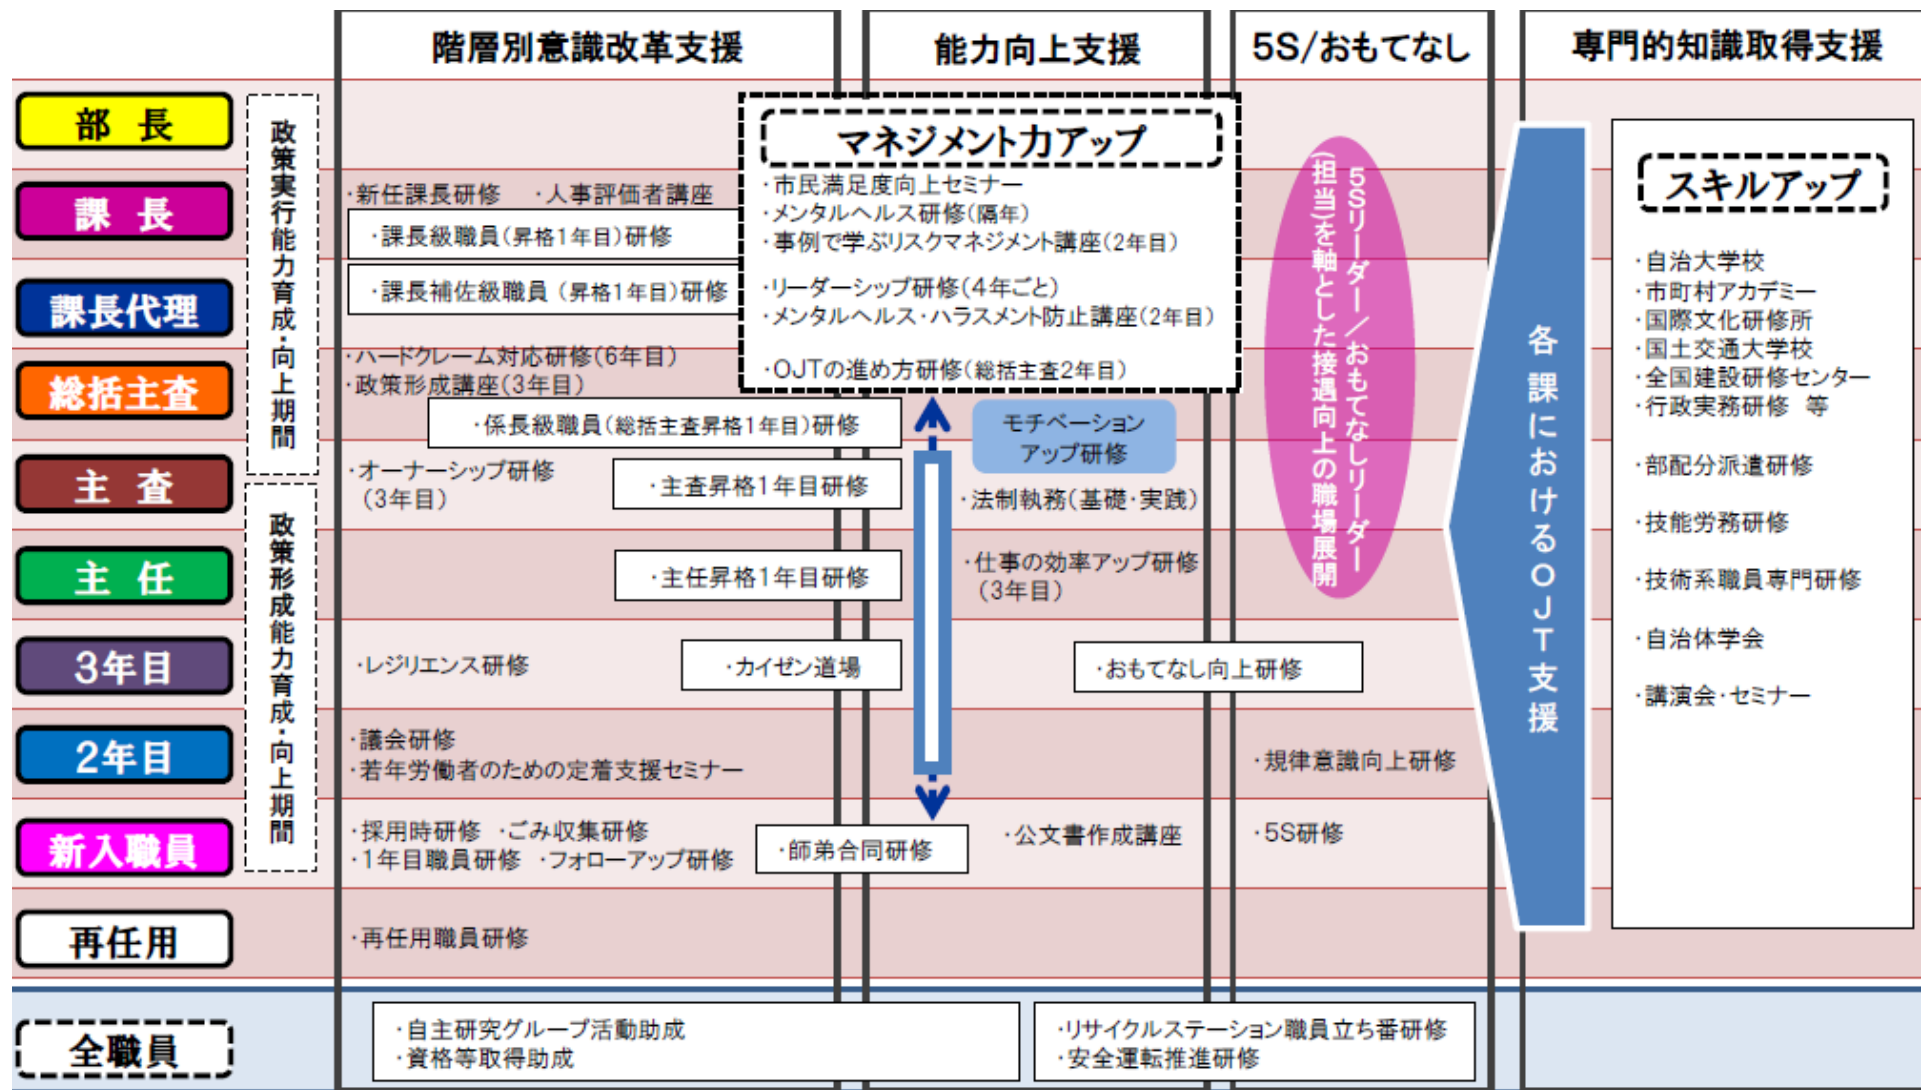 階層別意識改革支援
能力向上支援
5S/おもてなし
専門的知識取得支援
部 長
課 長
課長代理
総括主査
主 査
主 任
3年目
2年目
新入職員
再任用
全職員
政策実行能力育成・向上期間
政策形成能力育成・向上期間
・新任課長研修 ・人事評価者講座
・課長級職員(昇格1年目)研修
・課長補佐級職員(昇格1年目)研修
・ハードクレーム対応研修(6年目)
・政策形成講座(3年目)
・係長級職員(総括主査昇格1年目)研修
・オーナーシップ研修
(3年目)
・主査昇格1年目研修
・主任昇格1年目研修
・レジリエンス研修
・カイゼン道場
・議会研修
・若年労働者のための定着支援セミナー
・採用時研修 ・ごみ収集研修
・1年目職員研修 ・フォローアップ研修
・師弟合同研修
・再任用職員研修
マネジメント力アップ
・市民満足度向上セミナー
・メンタルヘルス研修(隔年)
・事例で学ぶリスクマネジメント講座(2年目)
・リーダーシップ研修(4年ごと)
・メンタルヘルス・ハラスメント防止講座(2年目)
・OJTの進め方研修(総括主査2年目)
モチベーション
アップ研修
・法制執務(基礎・実践)
・仕事の効率アップ研修
(3年目)
・おもてなし向上研修
・公文書作成講座
5Sリーダー/おもてなしリーダー
(担当)を軸とした接遇向上の職場展開
・規律意識向上研修
・5S研修
各課におけるOJT支援
スキルアップ
・自治大学校
・市町村アカデミー
・国際文化研修所
・国土交通大学校
・全国建設研修センター
・行政実務研修 等
・部配分派遣研修
・技能労務研修
・技術系職員専門研修
・自治体学会
・講演会・セミナー
・自主研究グループ活動助成
・資格等取得助成
・リサイクルステーション職員立ち番研修
・安全運転推進研修